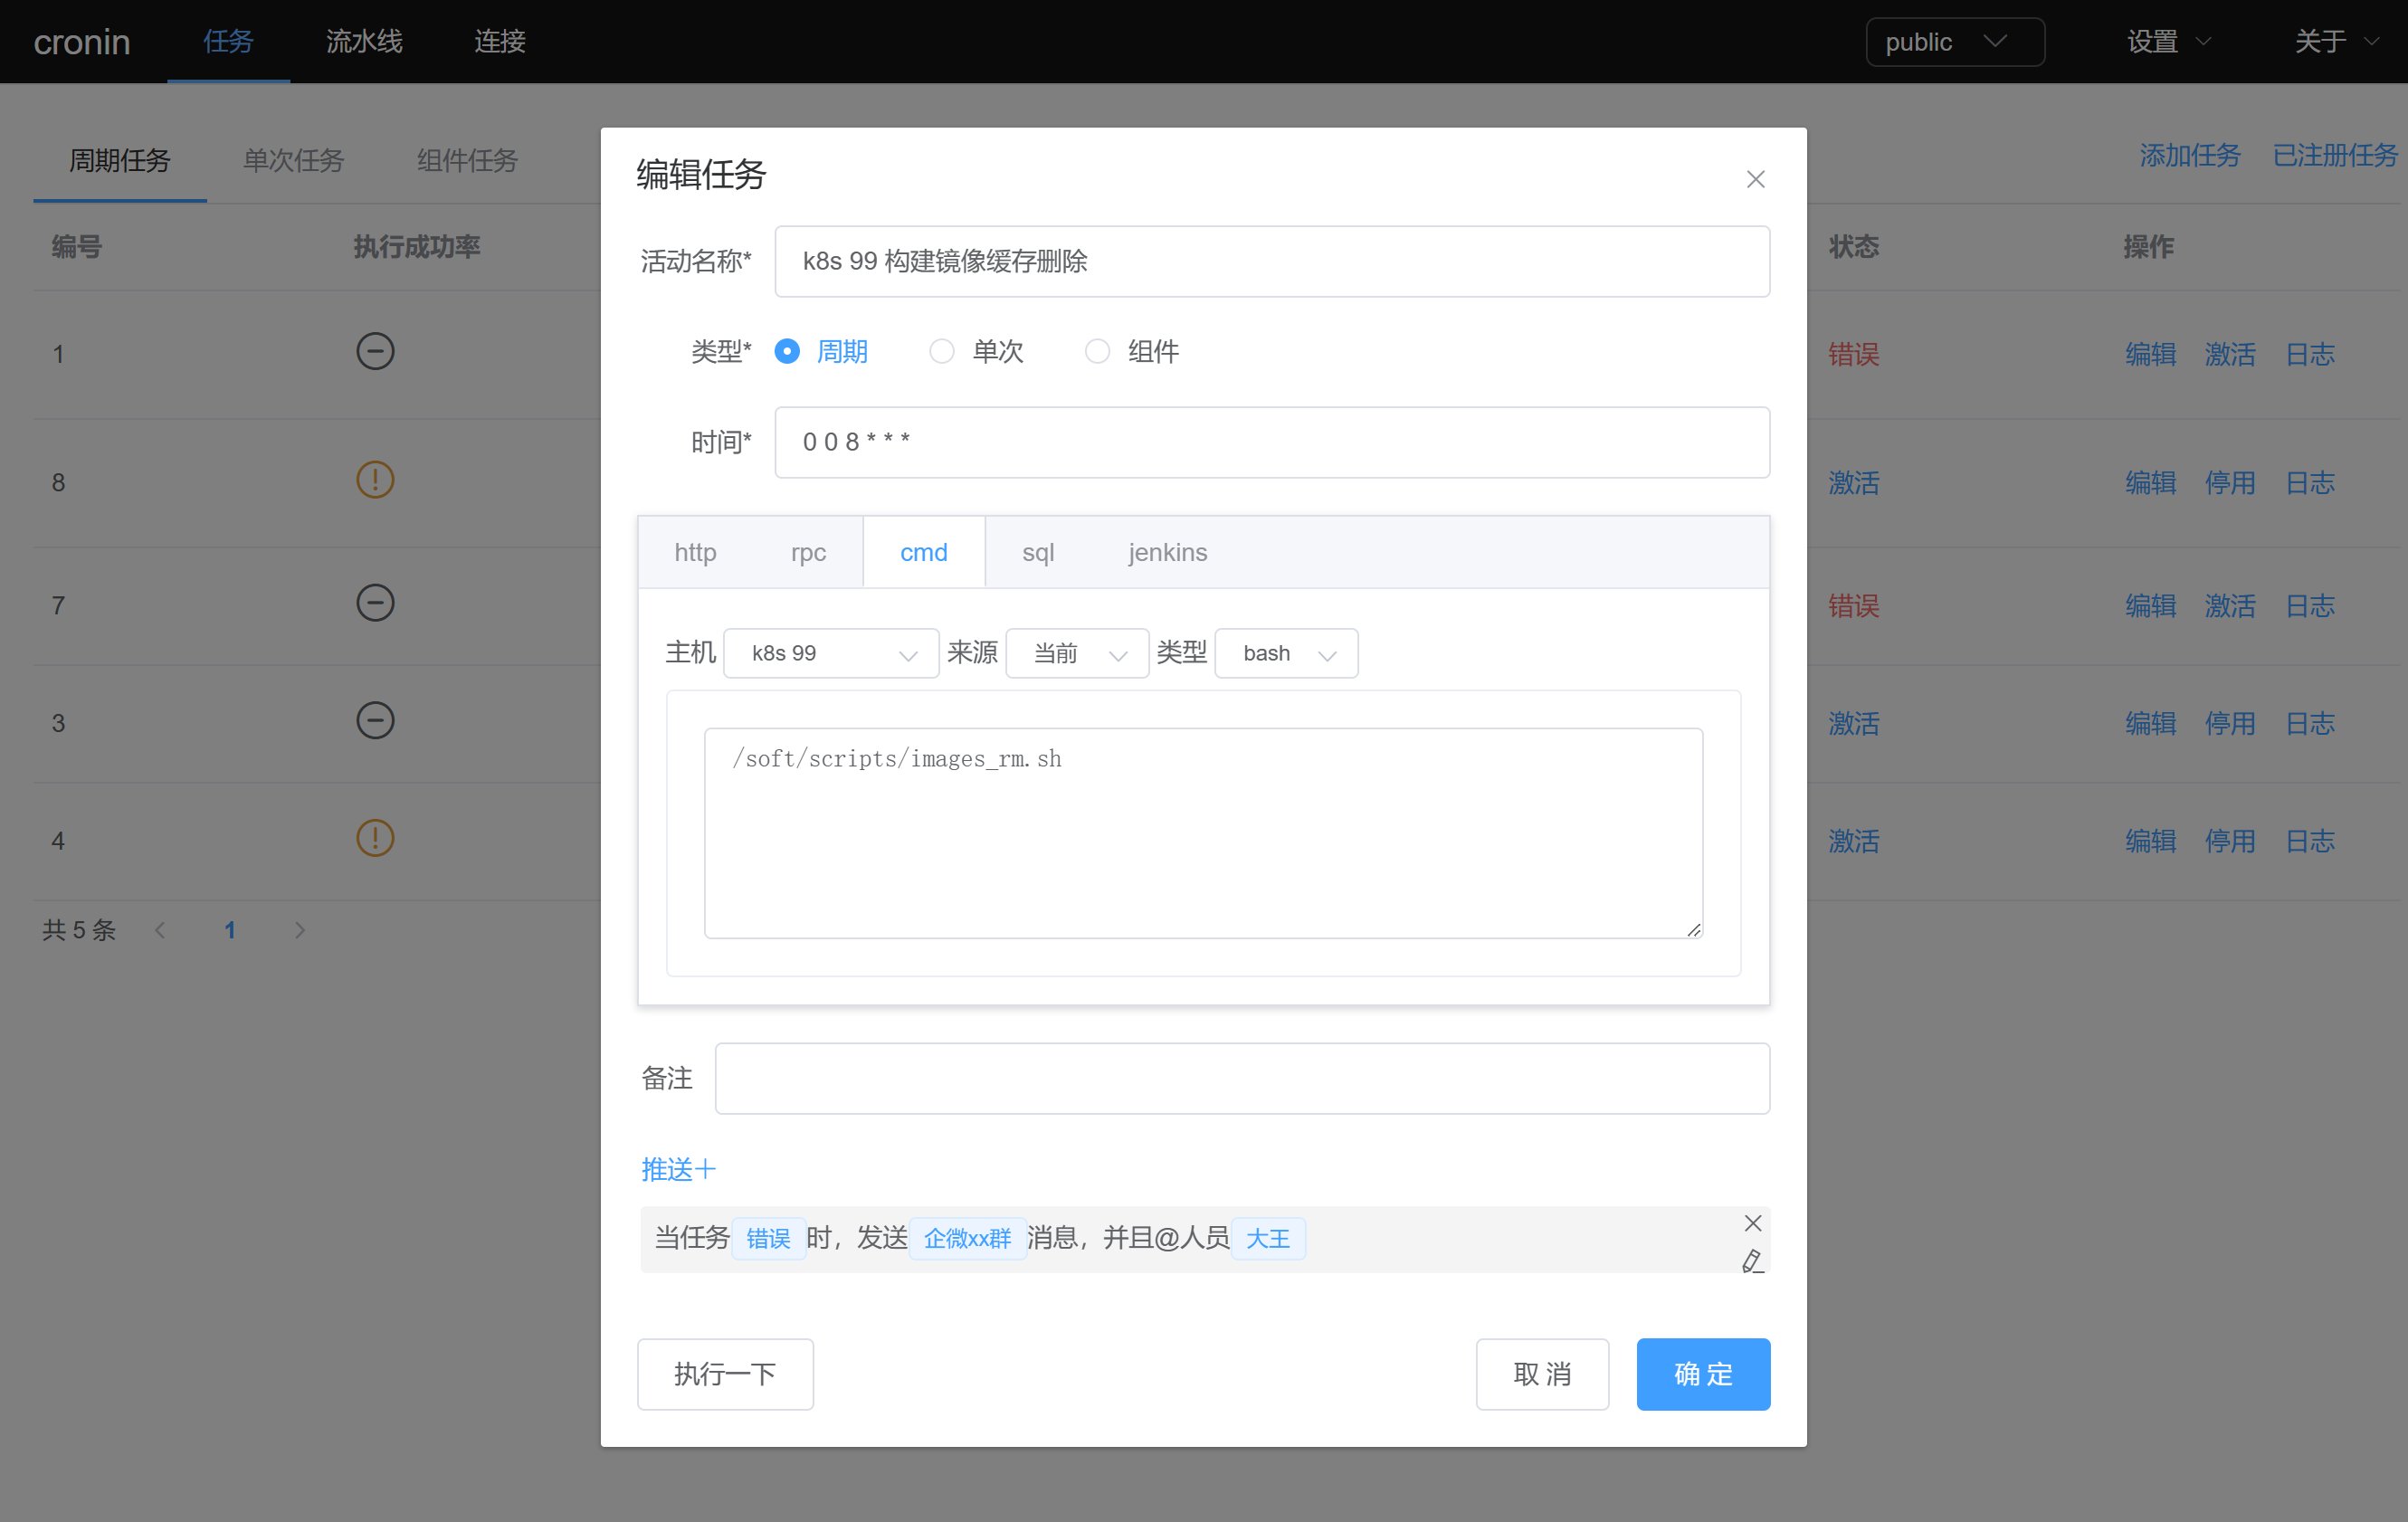 cronin 任务 流水线 连接 public 设置 关于
周期任务 单次任务 组件任务 添加任务 已注册任务
编号 执行成功率 状态 操作
1 错误 编辑 激活 日志
8 激活 编辑 停用 日志
7 错误 编辑 激活 日志
3 激活 编辑 停用 日志
4 激活 编辑 停用 日志
共 5 条 1
编辑任务
活动名称* k8s 99 构建镜像缓存删除
类型* 周期 单次 组件
时间* 0 0 8 * * *
http rpc cmd sql jenkins
主机 k8s 99 来源 当前 类型 bash
/soft/scripts/images_rm.sh
备注
推送＋
当任务 错误 时，发送 企微xx群 消息，并且@人员 大王
执行一下 取 消 确 定